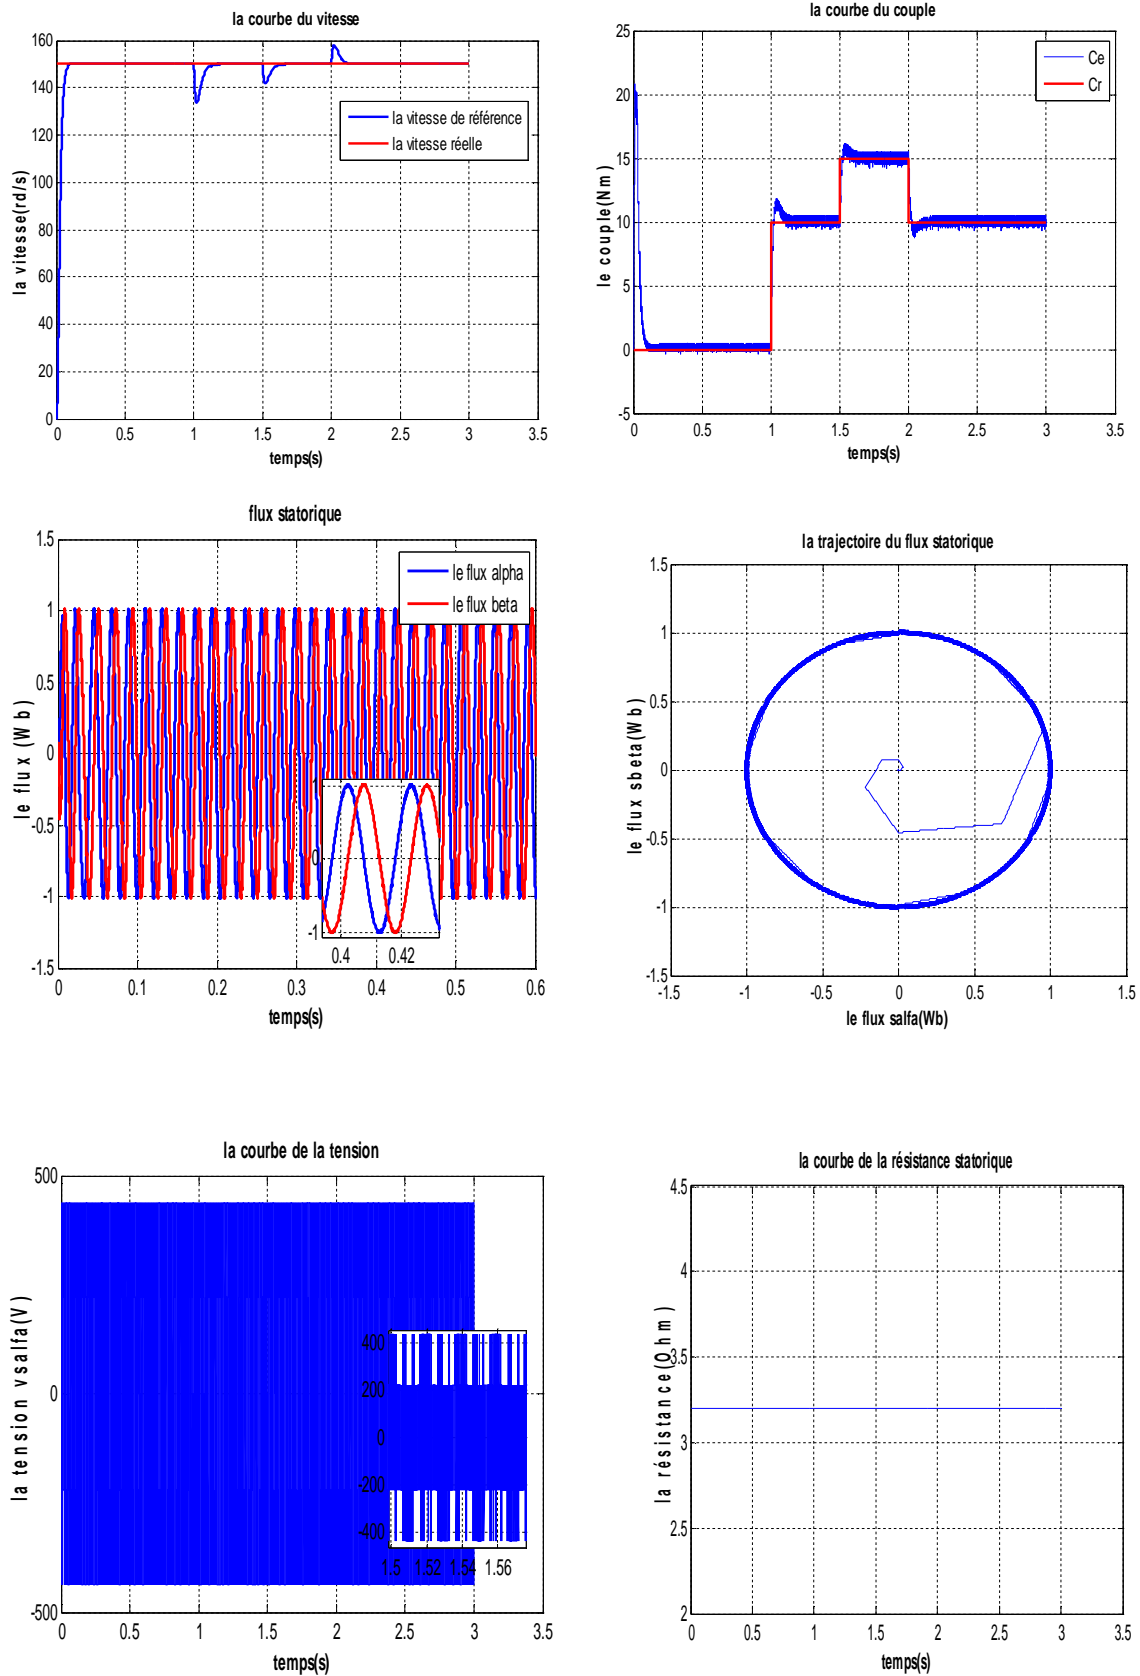 la courbe du vitesse
160
140
120
100
80
60
40
20
0
la vitesse(rd/s)
la vitesse de référence
la vitesse réelle
0 0.5 1 1.5 2 2.5 3 3.5
temps(s)
la courbe du couple
25
20
15
10
5
0
-5
le couple(Nm)
Ce
Cr
0 0.5 1 1.5 2 2.5 3 3.5
temps(s)
flux statorique
1.5
1
0.5
0
-0.5
-1
-1.5
le flux (Wb)
le flux alpha
le flux beta
1
0
-1
0.4 0.42
0 0.1 0.2 0.3 0.4 0.5 0.6
temps(s)
la trajectoire du flux statorique
1.5
1
0.5
0
-0.5
-1
-1.5
le flux sbeta(Wb)
-1.5 -1 -0.5 0 0.5 1 1.5
le flux salfa(Wb)
la courbe de la tension
500
0
-500
la tension vsalfa(V)
400
200
0
-200
-400
1.5 1.52 1.54 1.56
0 0.5 1 1.5 2 2.5 3 3.5
temps(s)
la courbe de la résistance statorique
4.5
4
3.5
3
2.5
2
la résistance(Ohm)
0 0.5 1 1.5 2 2.5 3 3.5
temps(s)